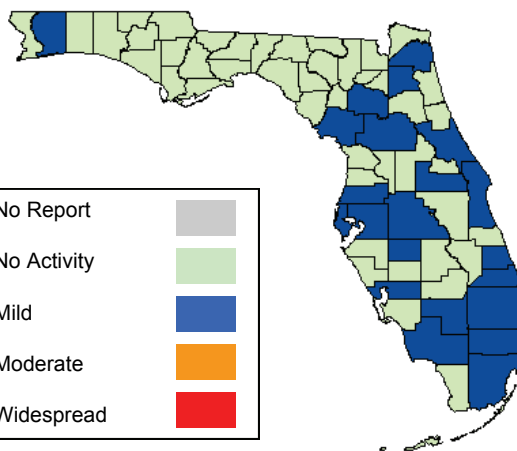 No Report
No Activity
Mild
Moderate
Widespread